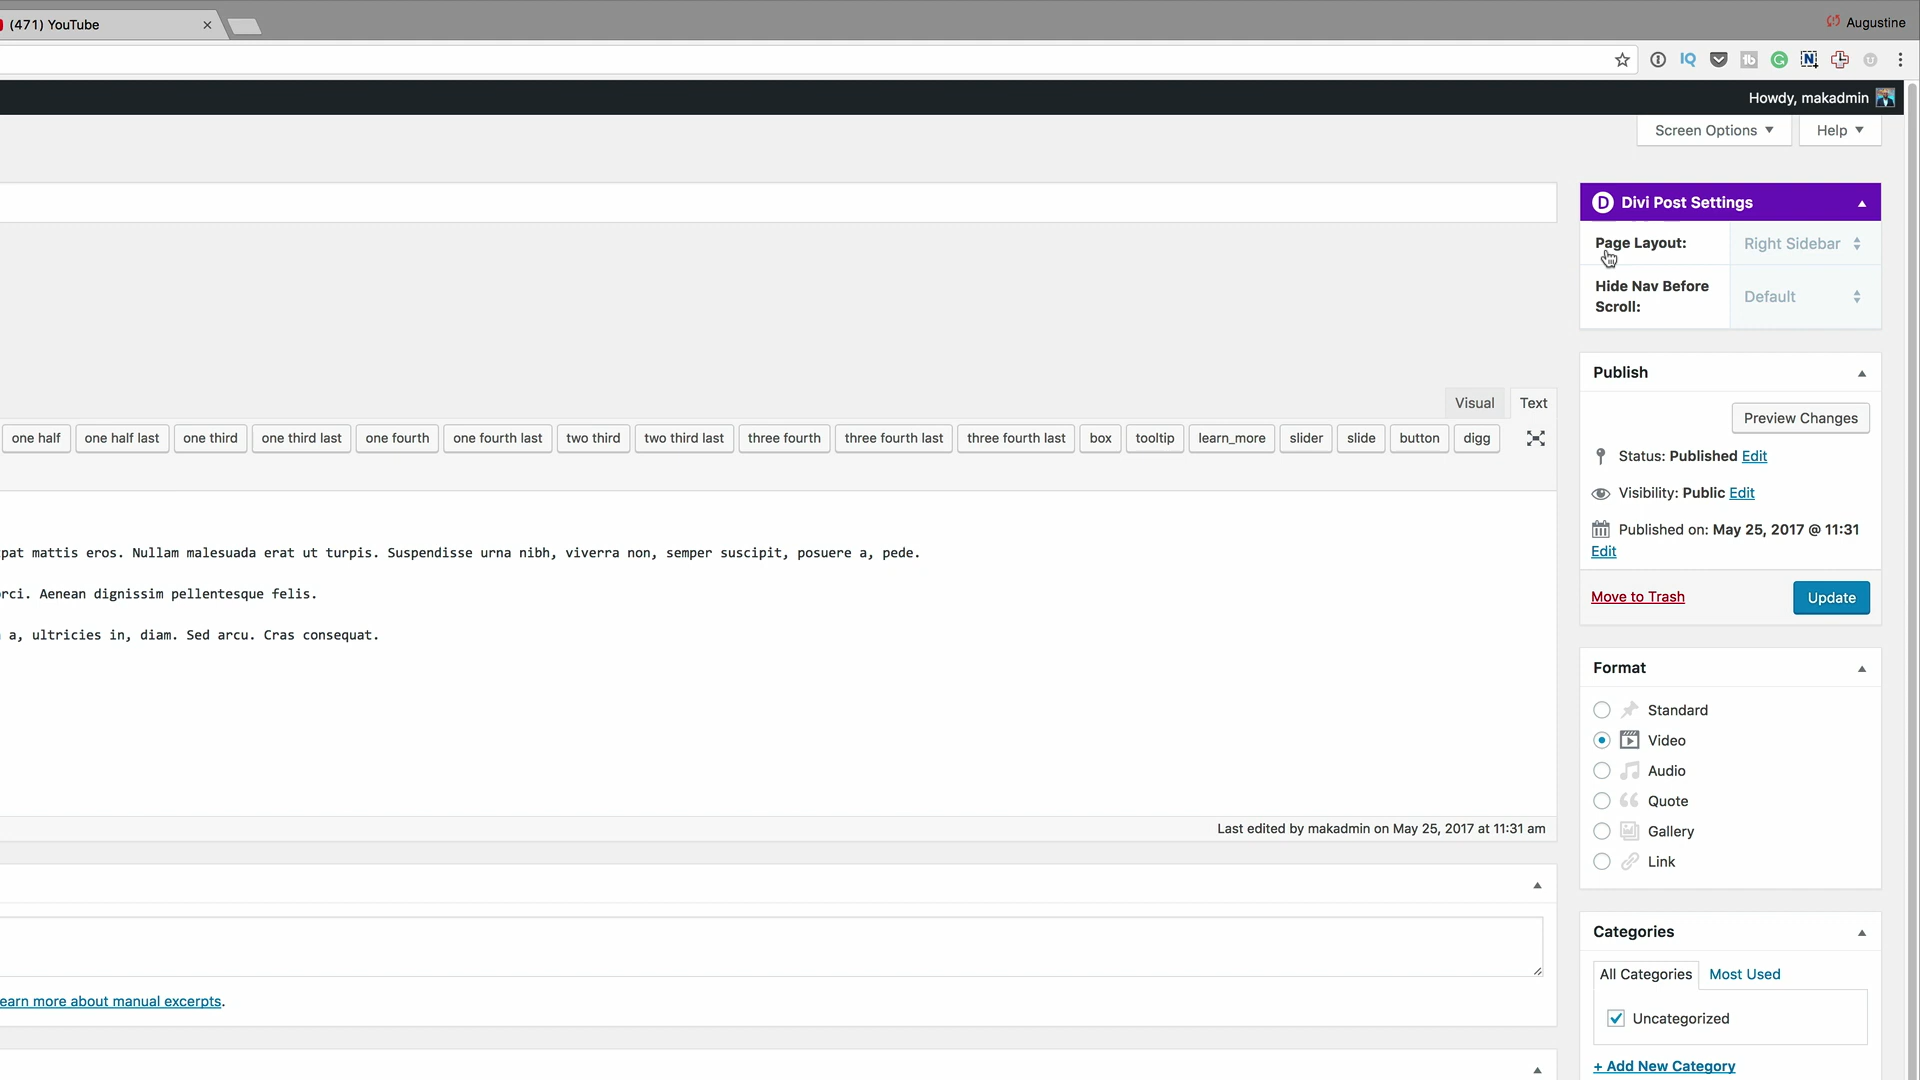 (471) YouTube
Augustine
Howdy, makadmin
Screen Options
Help
Divi Post Settings
Page Layout:
Right Sidebar
Hide Nav Before
Scroll:
Default
Publish
Preview Changes
Visual
Text
one half
one half last
one third
one third last
one fourth
one fourth last
two third
two third last
three fourth
three fourth last
three fourth last
box
tooltip
learn_more
slider
slide
button
digg
Status: Published Edit
Visibility: Public Edit
Published on: May 25, 2017 @ 11:31
Edit
pat mattis eros. Nullam malesuada erat ut turpis. Suspendisse urna nibh, viverra non, semper suscipit, posuere a, pede.
rci. Aenean dignissim pellentesque felis.
a, ultricies in, diam. Sed arcu. Cras consequat.
Move to Trash
Update
Format
Standard
Video
Audio
Quote
Gallery
Link
Last edited by makadmin on May 25, 2017 at 11:31 am
Categories
All Categories
Most Used
Uncategorized
+ Add New Category
earn more about manual excerpts.